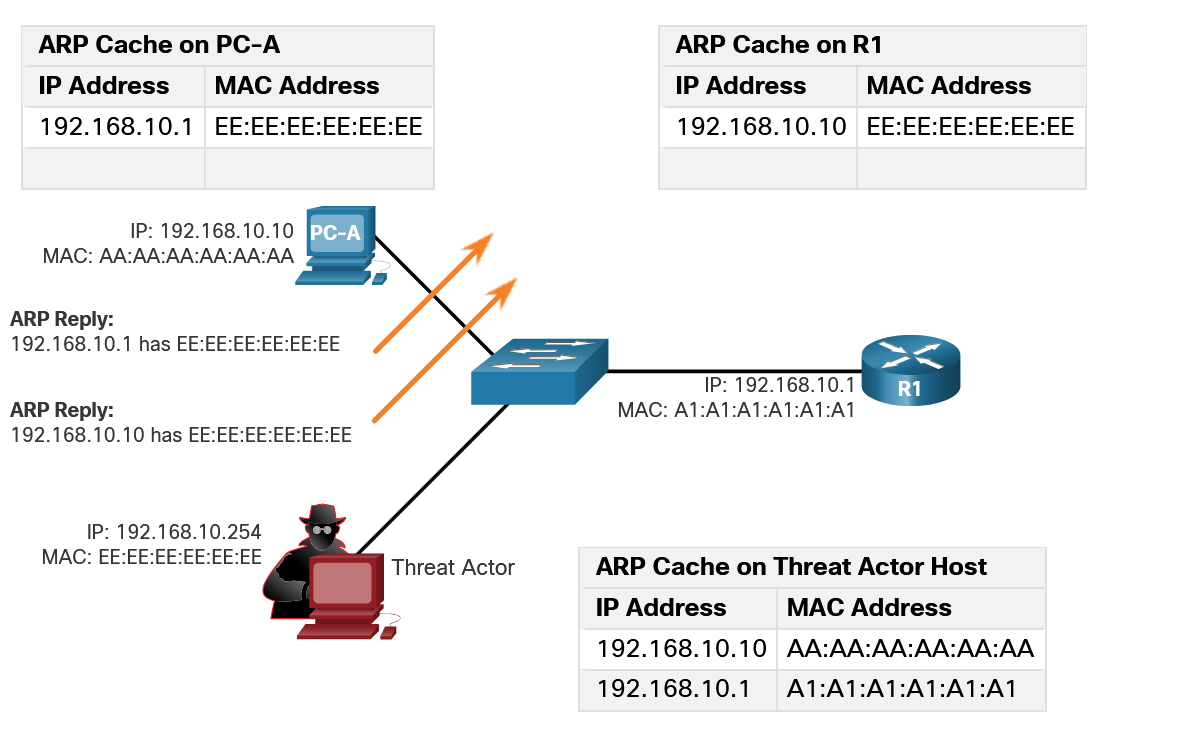 ARP Cache on PC-A
IP Address MAC Address
192.168.10.1 EE:EE:EE:EE:EE:EE
ARP Cache on R1
IP Address MAC Address
192.168.10.10 EE:EE:EE:EE:EE:EE
IP: 192.168.10.10
MAC: AA:AA:AA:AA:AA:AA
PC-A
ARP Reply:
192.168.10.1 has EE:EE:EE:EE:EE:EE
ARP Reply:
192.168.10.10 has EE:EE:EE:EE:EE:EE
IP: 192.168.10.1
MAC: A1:A1:A1:A1:A1:A1
R1
IP: 192.168.10.254
MAC: EE:EE:EE:EE:EE:EE
Threat Actor
ARP Cache on Threat Actor Host
IP Address MAC Address
192.168.10.10 AA:AA:AA:AA:AA:AA
192.168.10.1 A1:A1:A1:A1:A1:A1